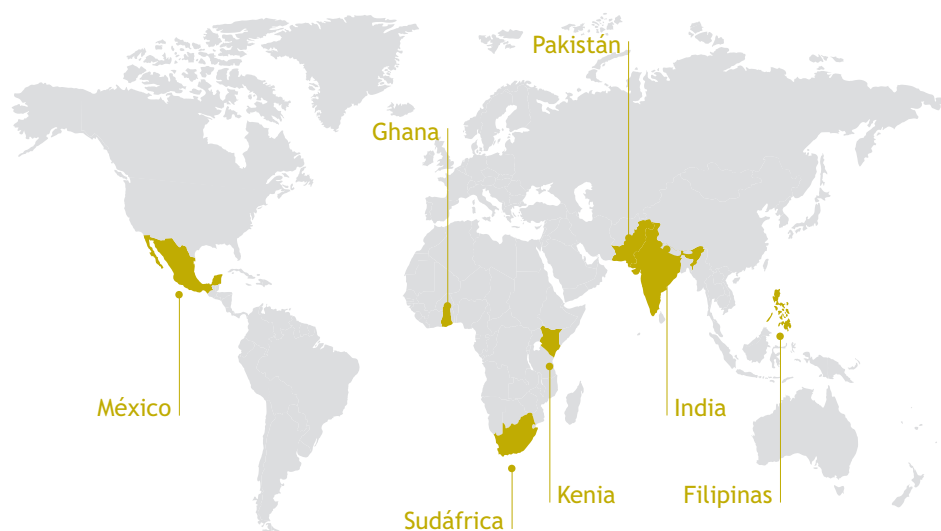 Pakistán
Ghana
México
India
Kenia
Filipinas
Sudáfrica